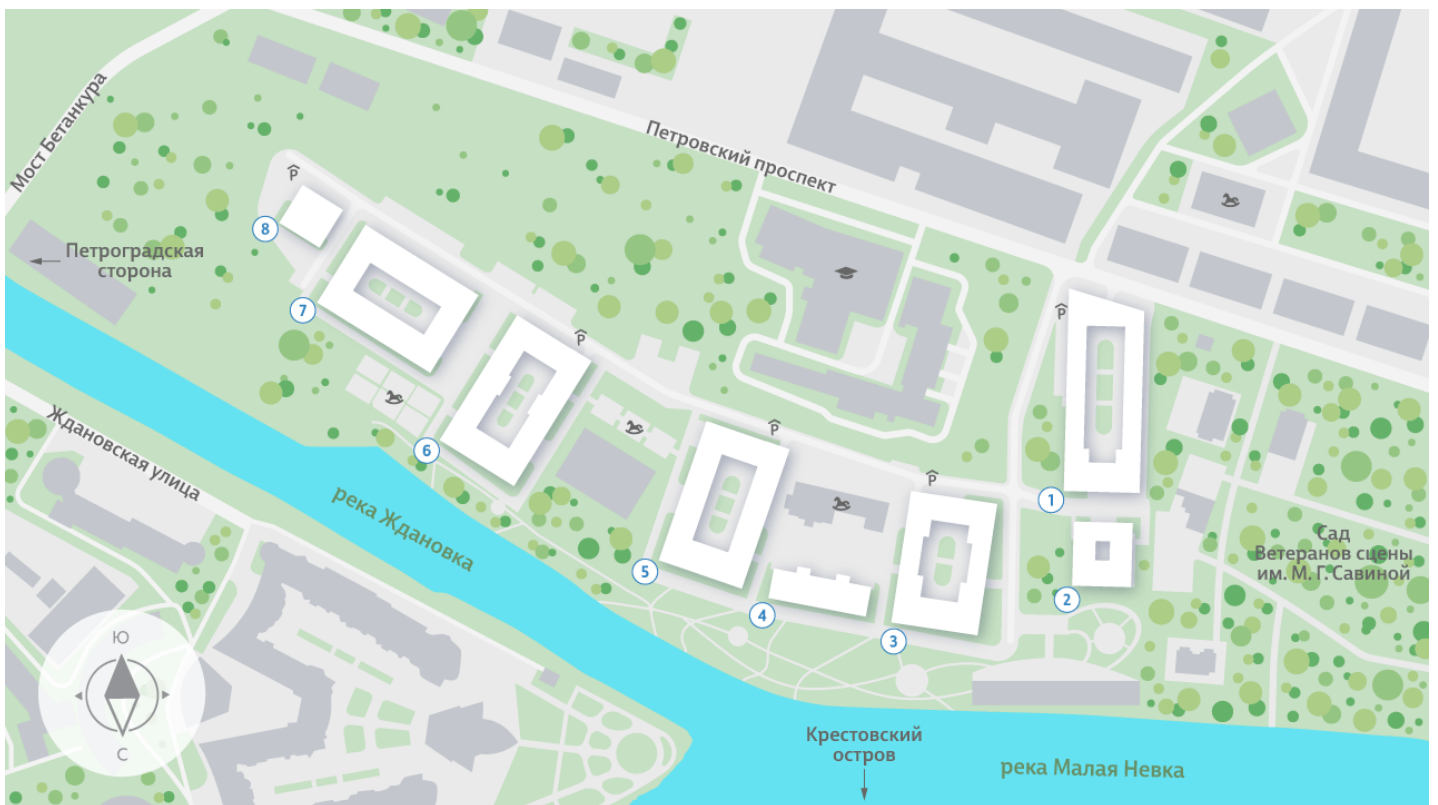 Мост Бетанкура
Петровский проспект
Р
8
Петроградская
сторона
7
Р
Р
6
Ждановская улица
река Ждановка
Р
Р
1
5
Сад
Ветеранов сцены
им. М. Г. Савиной
2
4
3
Ю
С
Крестовский
остров
река Малая Невка